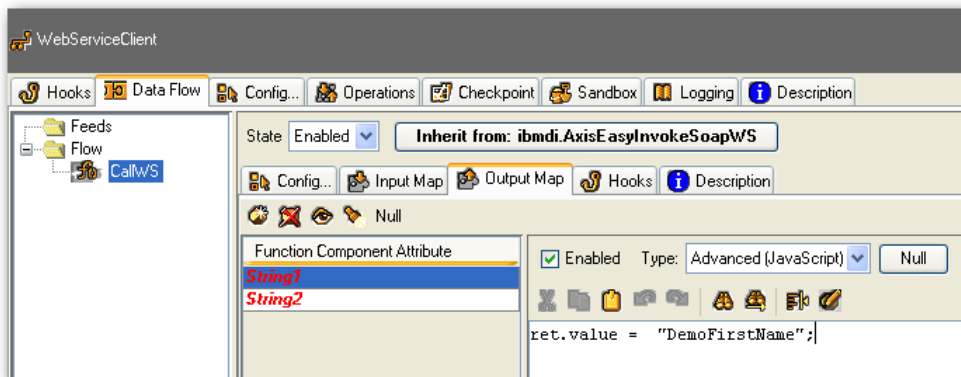 WebServiceClient
Hooks Data Flow Config... Operations Checkpoint Sandbox Logging Description
Feeds
Flow
CallWS
State Enabled Inherit from: ibmdi.AxisEasyInvokeSoapWS
Config... Input Map Output Map Hooks Description
Null
Function Component Attribute
String1
String2
Enabled Type: Advanced (JavaScript) Null
ret.value = "DemoFirstName";